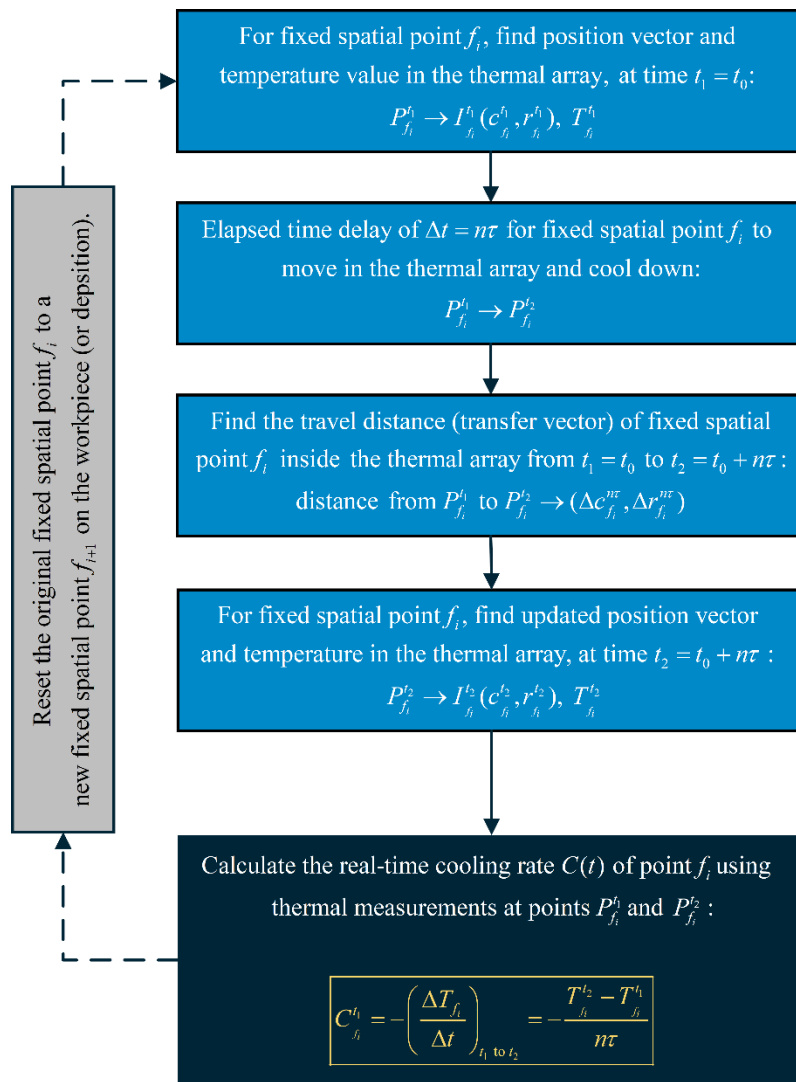 For fixed spatial point f_i, find position vector and
temperature value in the thermal array, at time t_1 = t_0:
P_{f_i}^{t_1} → I_{f_i}^{t_1}(c_{f_i}^{t_1}, r_{f_i}^{t_1}), T_{f_i}^{t_1}
Elapsed time delay of Δt = nτ for fixed spatial point f_i to
move in the thermal array and cool down:
P_{f_i}^{t_1} → P_{f_i}^{t_2}
Find the travel distance (transfer vector) of fixed spatial
point f_i inside the thermal array from t_1 = t_0 to t_2 = t_0 + nτ :
distance from P_{f_i}^{t_1} to P_{f_i}^{t_2} → (Δc_{f_i}^{nτ}, Δr_{f_i}^{nτ})
For fixed spatial point f_i, find updated position vector
and temperature in the thermal array, at time t_2 = t_0 + nτ :
P_{f_i}^{t_2} → I_{f_i}^{t_2}(c_{f_i}^{t_2}, r_{f_i}^{t_2}), T_{f_i}^{t_2}
Calculate the real-time cooling rate C(t) of point f_i using
thermal measurements at points P_{f_i}^{t_1} and P_{f_i}^{t_2} :
C_{f_i}^{t_1} = -(ΔT_{f_i}/Δt)_{t_1 to t_2} = -(T_{f_i}^{t_2} - T_{f_i}^{t_1})/nτ
Reset the original fixed spatial point f_i to a
new fixed spatial point f_{i+1} on the workpiece (or depsition).